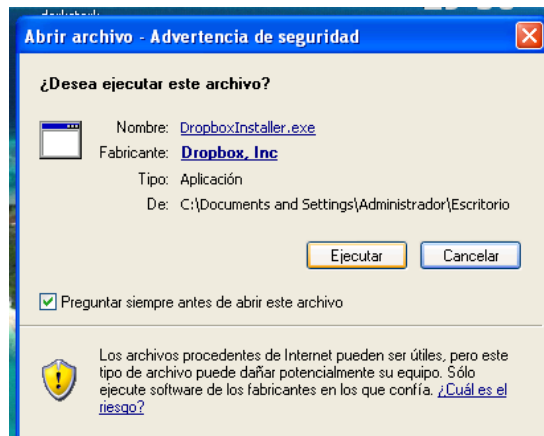 Abrir archivo - Advertencia de seguridad
¿Desea ejecutar este archivo?
Nombre: DropboxInstaller.exe
Fabricante: Dropbox, Inc
Tipo: Aplicación
De: C:\Documents and Settings\Administrador\Escritorio
Ejecutar Cancelar
Preguntar siempre antes de abrir este archivo
Los archivos procedentes de Internet pueden ser útiles, pero este
tipo de archivo puede dañar potencialmente su equipo. Sólo
ejecute software de los fabricantes en los que confía. ¿Cuál es el
riesgo?